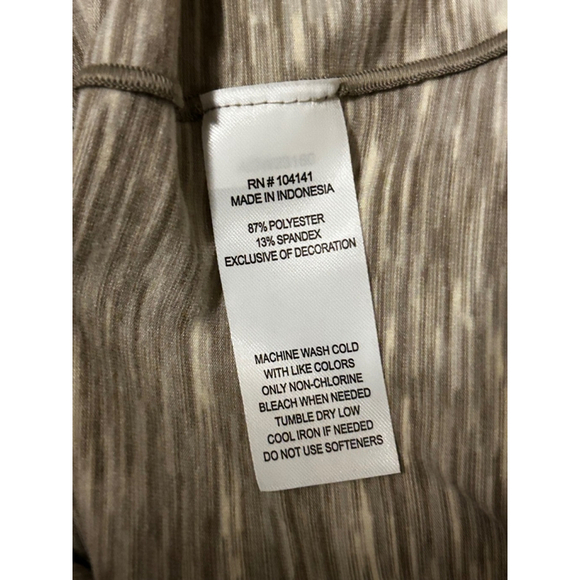 RN # 104141
MADE IN INDONESIA
87% POLYESTER
13% SPANDEX
EXCLUSIVE OF DECORATION
MACHINE WASH COLD
WITH LIKE COLORS
ONLY NON-CHLORINE
BLEACH WHEN NEEDED
TUMBLE DRY LOW
COOL IRON IF NEEDED
DO NOT USE SOFTENERS